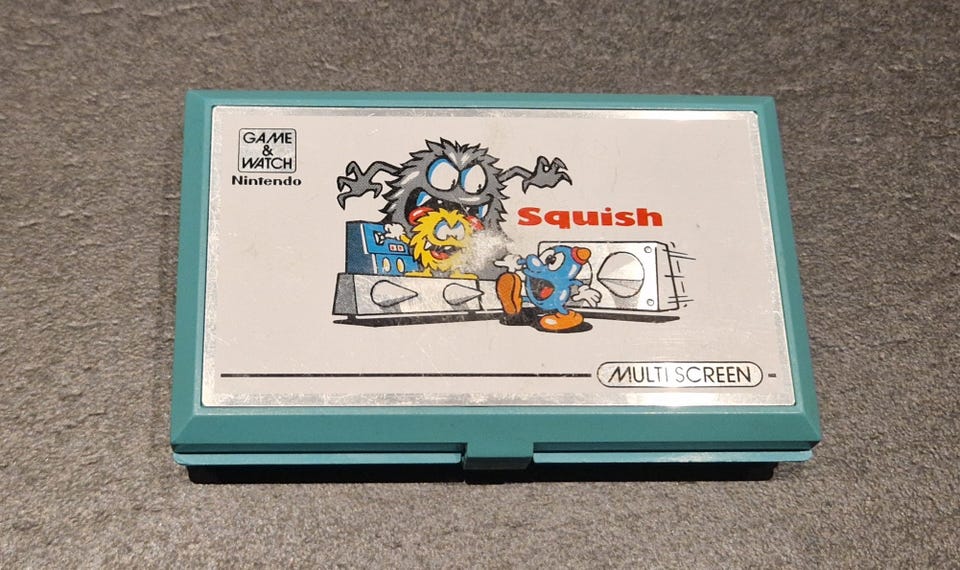 GAME
&
WATCH
Nintendo
Squish
MULTI SCREEN